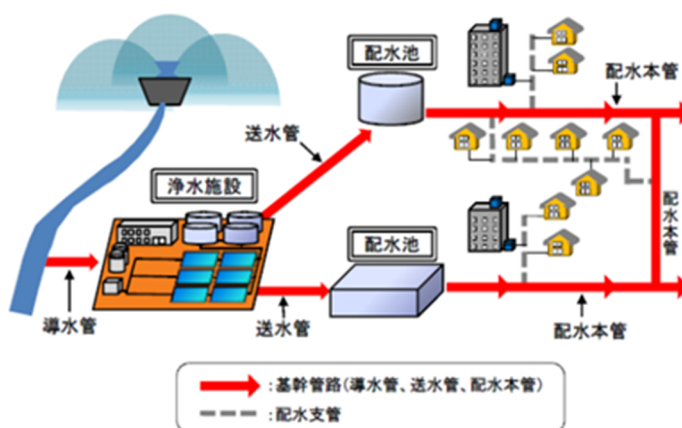 配水池
配水本管
送水管
浄水施設
配水池
配水本管
導水管
送水管
配水本管
：基幹管路(導水管、送水管、配水本管)
：配水支管